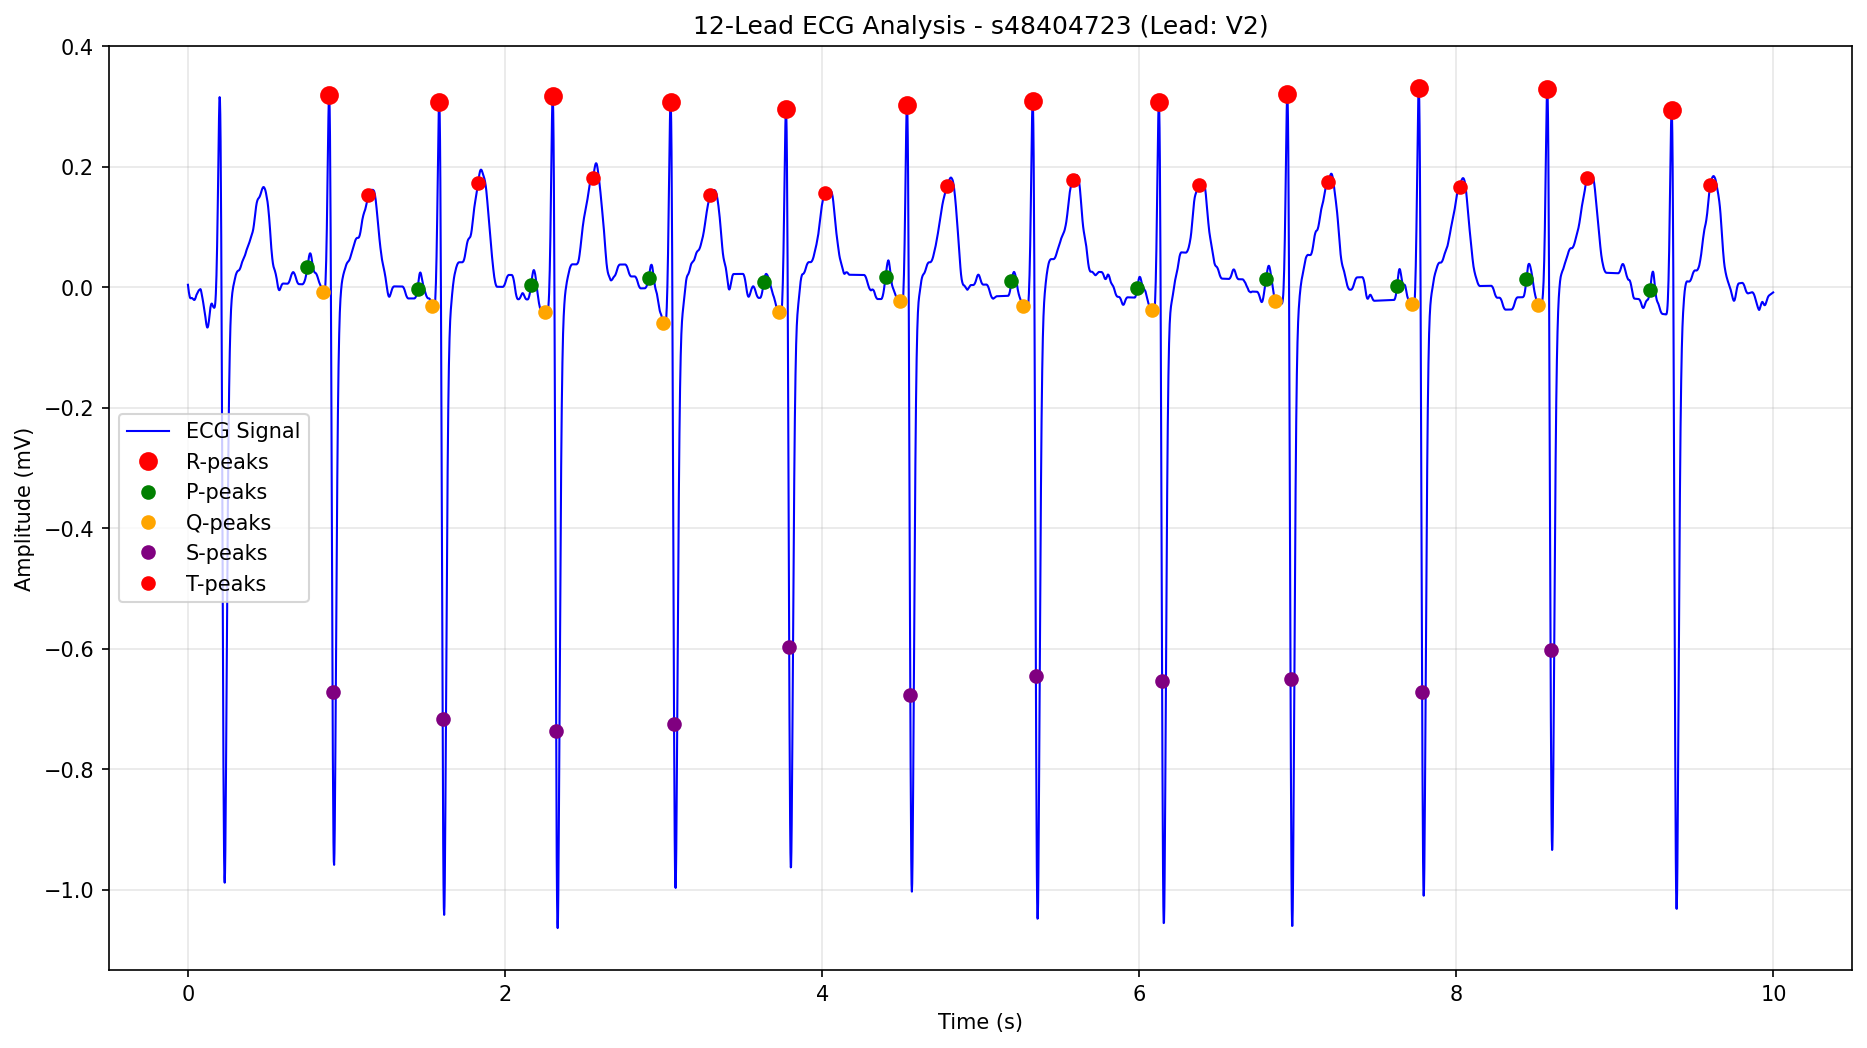 12-Lead ECG Analysis - s48404723 (Lead: V2)
0.4
0.2
0.0
−0.2
−0.4
−0.6
−0.8
−1.0
Amplitude (mV)
ECG Signal
R-peaks
P-peaks
Q-peaks
S-peaks
T-peaks
0 2 4 6 8 10
Time (s)